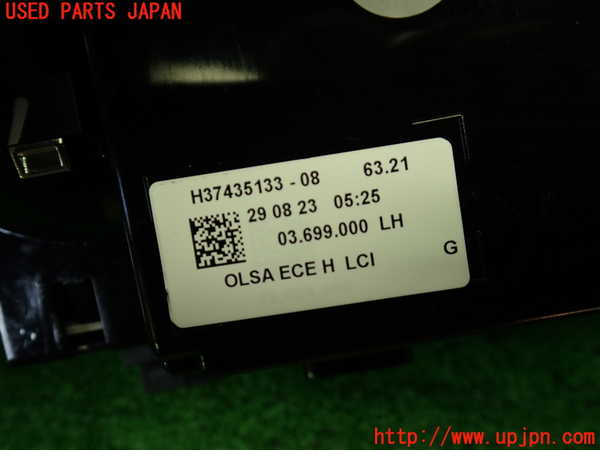 USED PARTS JAPAN
H37435133 - 08 63.21
29 08 23 05:25
03.699.000 LH
OLSA ECE H LCI
G
http://www.upjpn.com